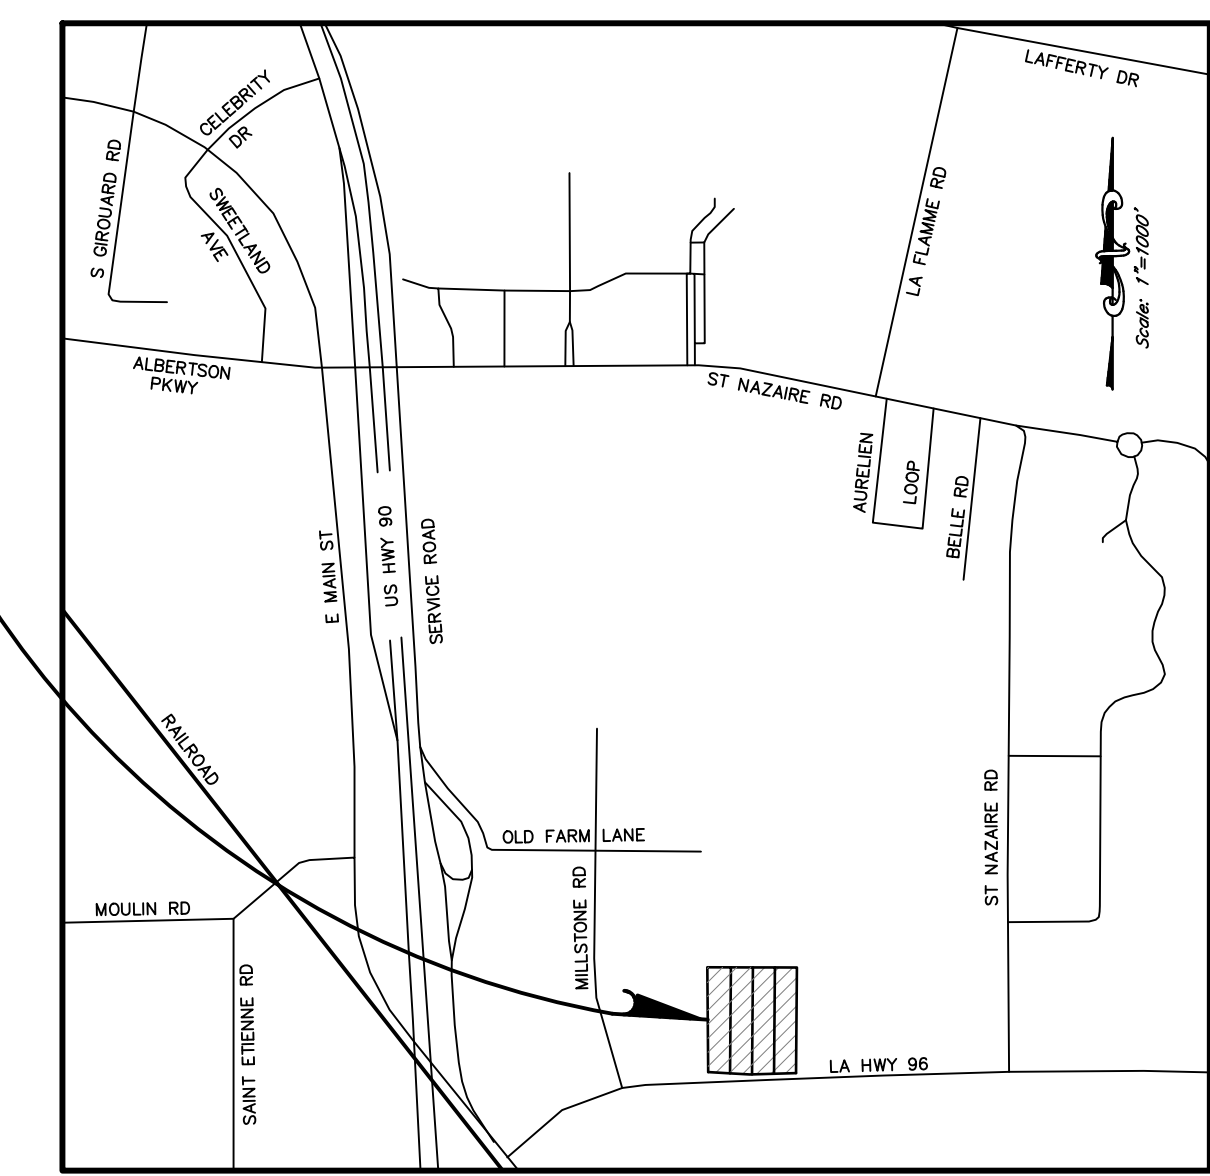 LAFFERTY DR
CELEBRITY
DR
S GIROUARD RD
SWEETLAND
AVE
LA FLAMME RD
Scale: 1"=1000'
ALBERTSON
PKWY
ST NAZAIRE RD
AURELIEN
LOOP
BELLE RD
E MAIN ST
US HWY 90
SERVICE ROAD
RAILROAD
OLD FARM LANE
ST NAZAIRE RD
MILLSTONE RD
MOULIN RD
SAINT ETIENNE RD
LA HWY 96